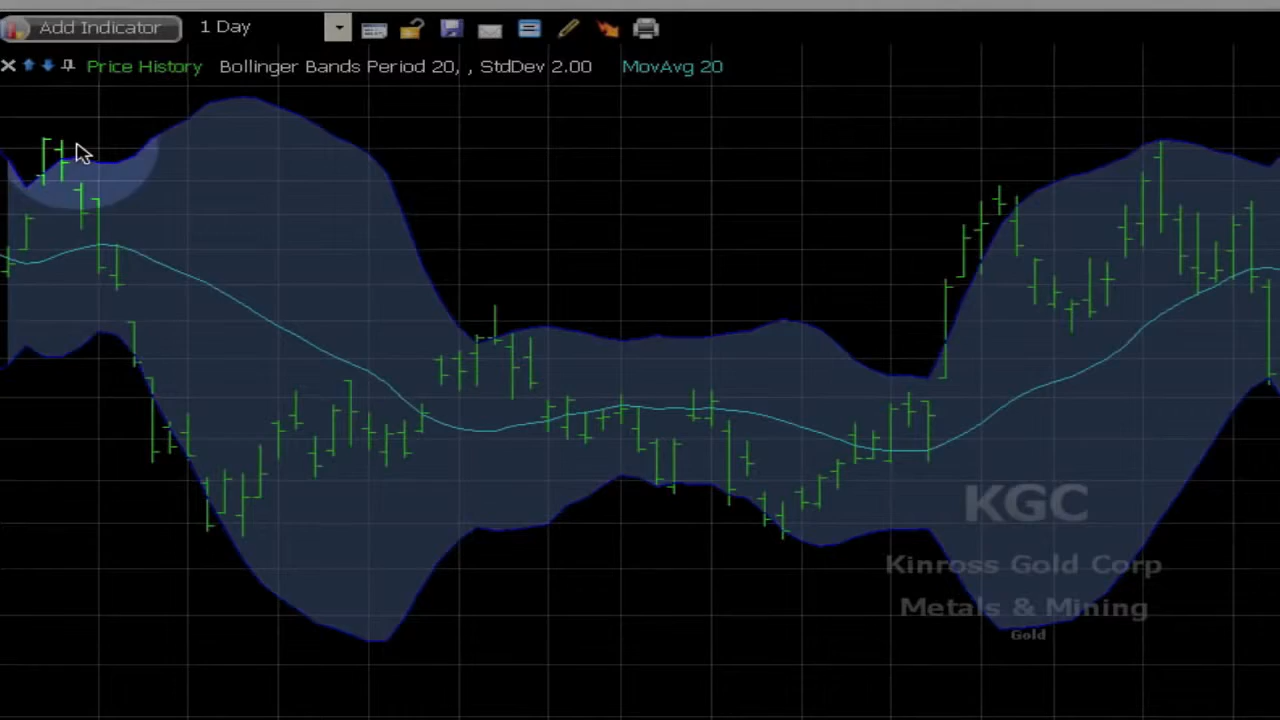 Add Indicator 1 Day
Price History Bollinger Bands Period 20, , StdDev 2.00 MovAvg 20
KGC
Kinross Gold Corp
Metals & Mining
Gold